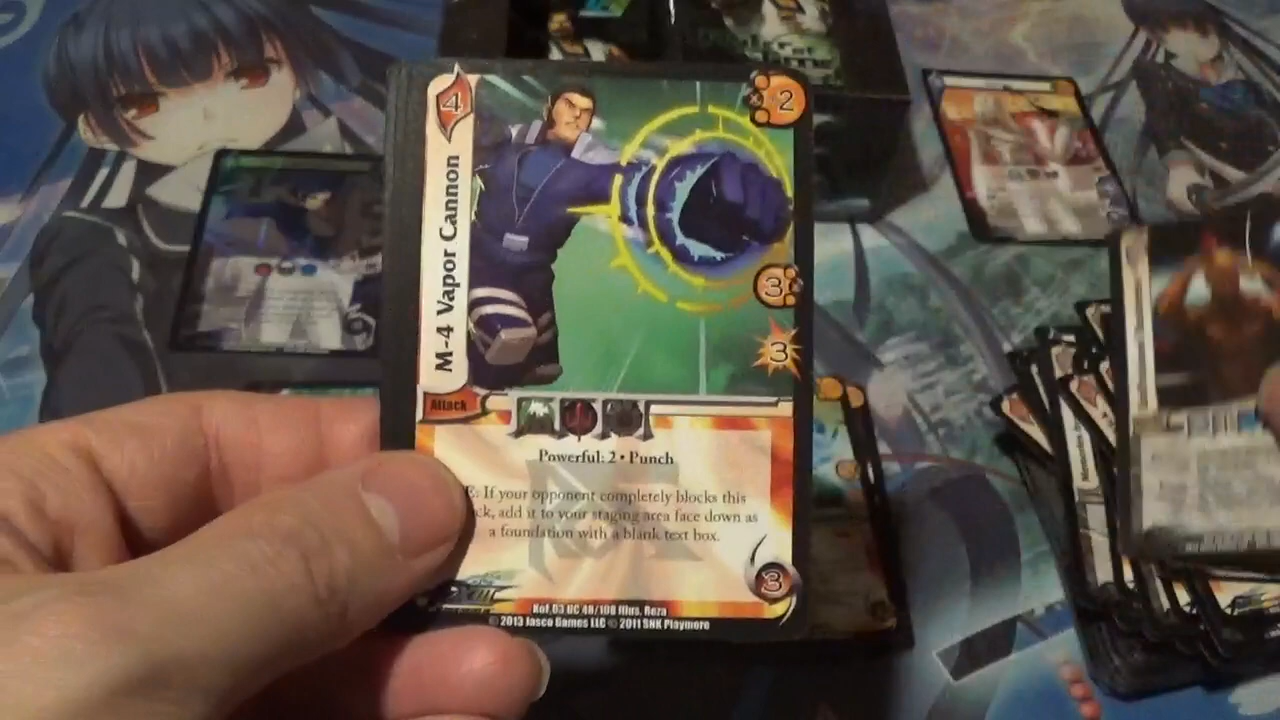 4
2
M-4 Vapor Cannon
3
3
Attack
Powerful: 2 • Punch
E: If your opponent completely blocks this
ck, add it to your staging area face down as
a foundation with a blank text box.
3
XIII
Kof.03 UC 48/108 Illus. Reza
© 2013 Jasco Games LLC © 2011 SNK Playmore